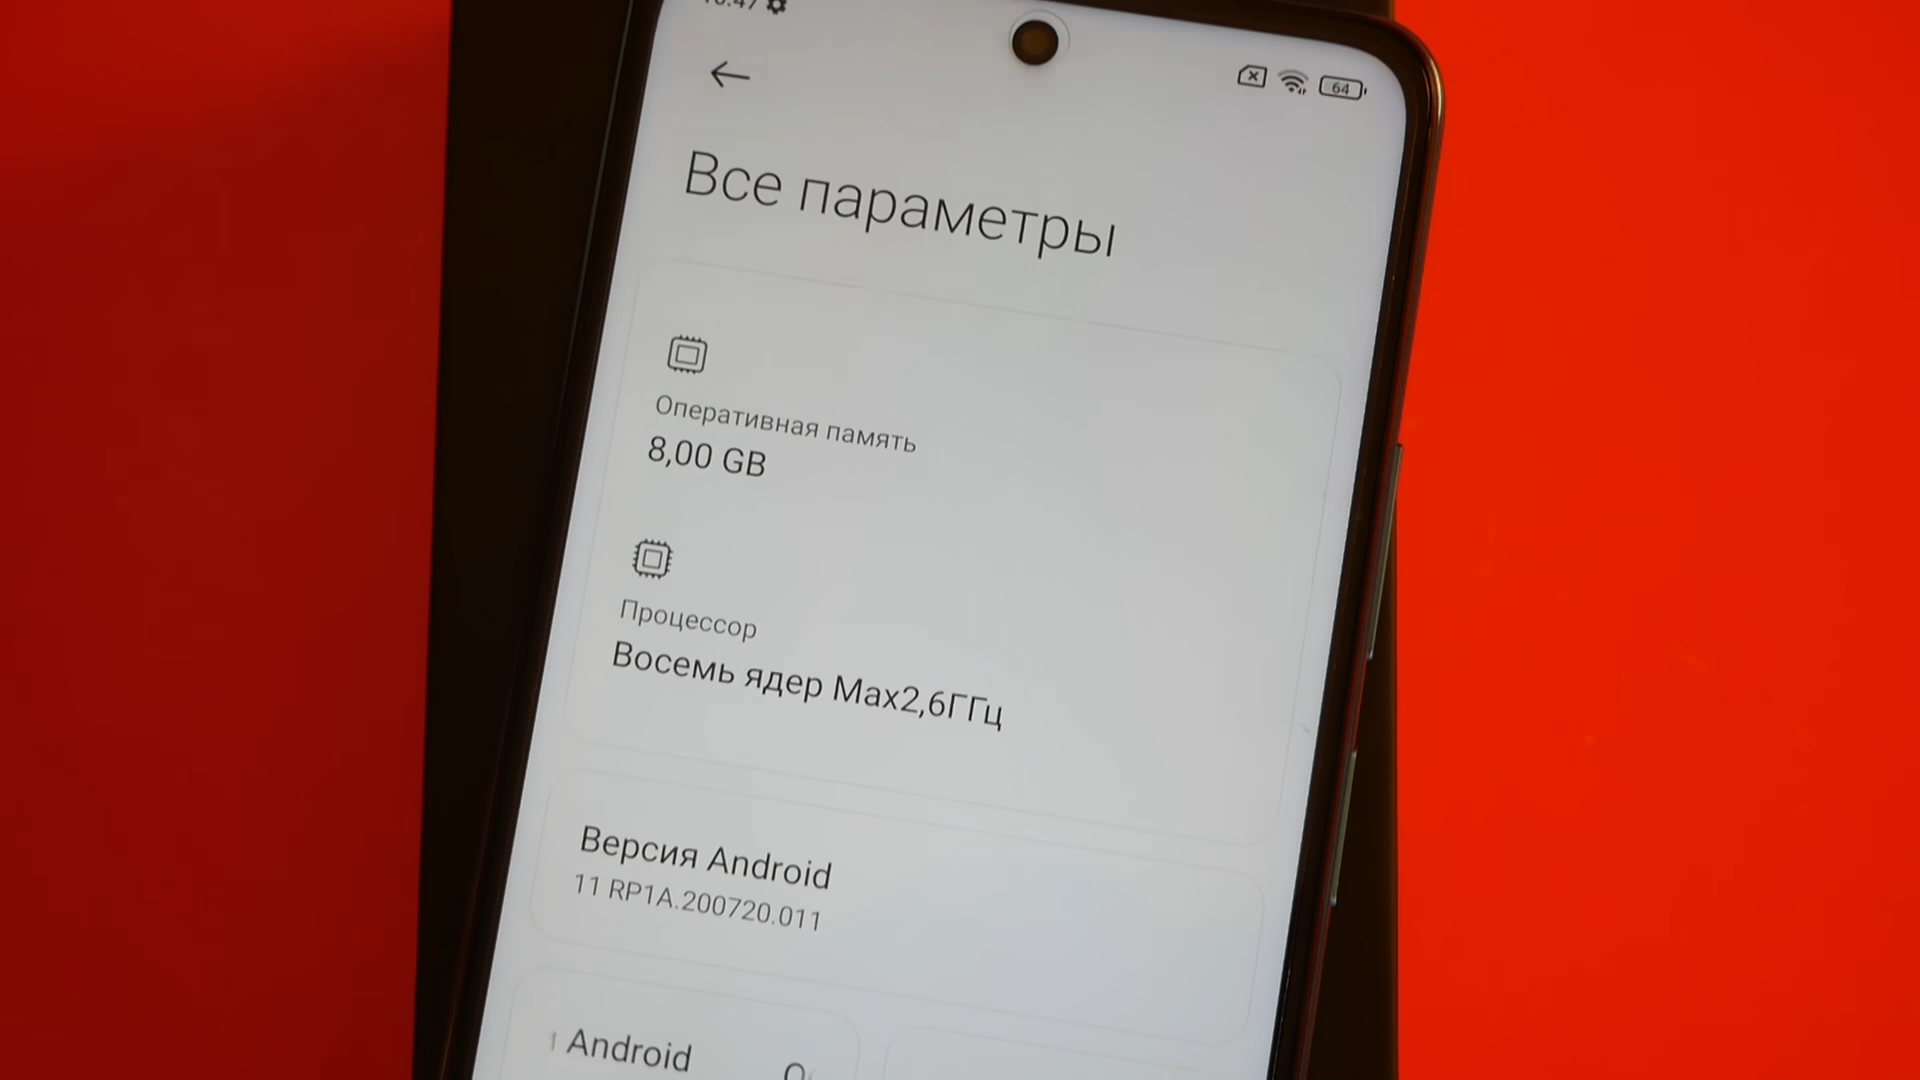 64
Все параметры
Оперативная память
8,00 GB
Процессор
Восемь ядер Max2,6ГГц
Версия Android
11 RP1A.200720.011
Android